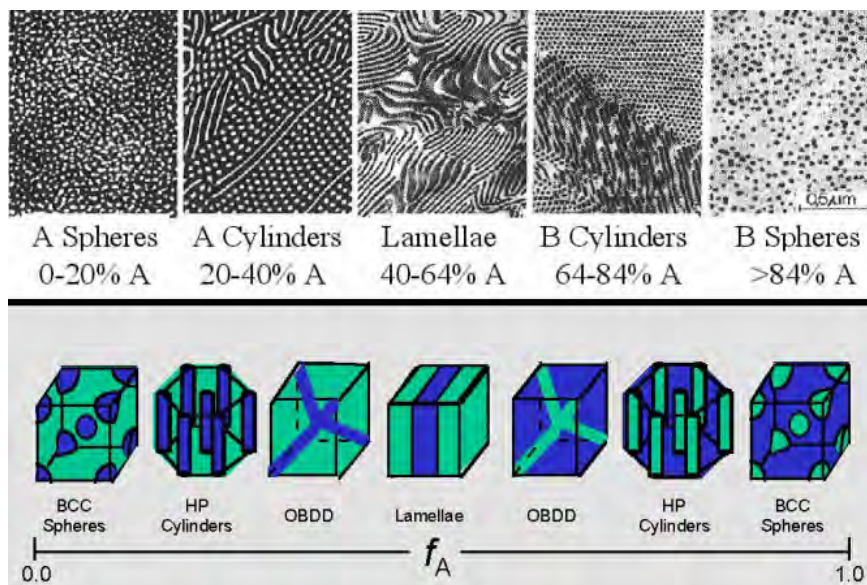 0.5µm
A Spheres
0-20% A
A Cylinders
20-40% A
Lamellae
40-64% A
B Cylinders
64-84% A
B Spheres
>84% A
BCC
Spheres
HP
Cylinders
OBDD
Lamellae
OBDD
HP
Cylinders
BCC
Spheres
fA
0.0
1.0